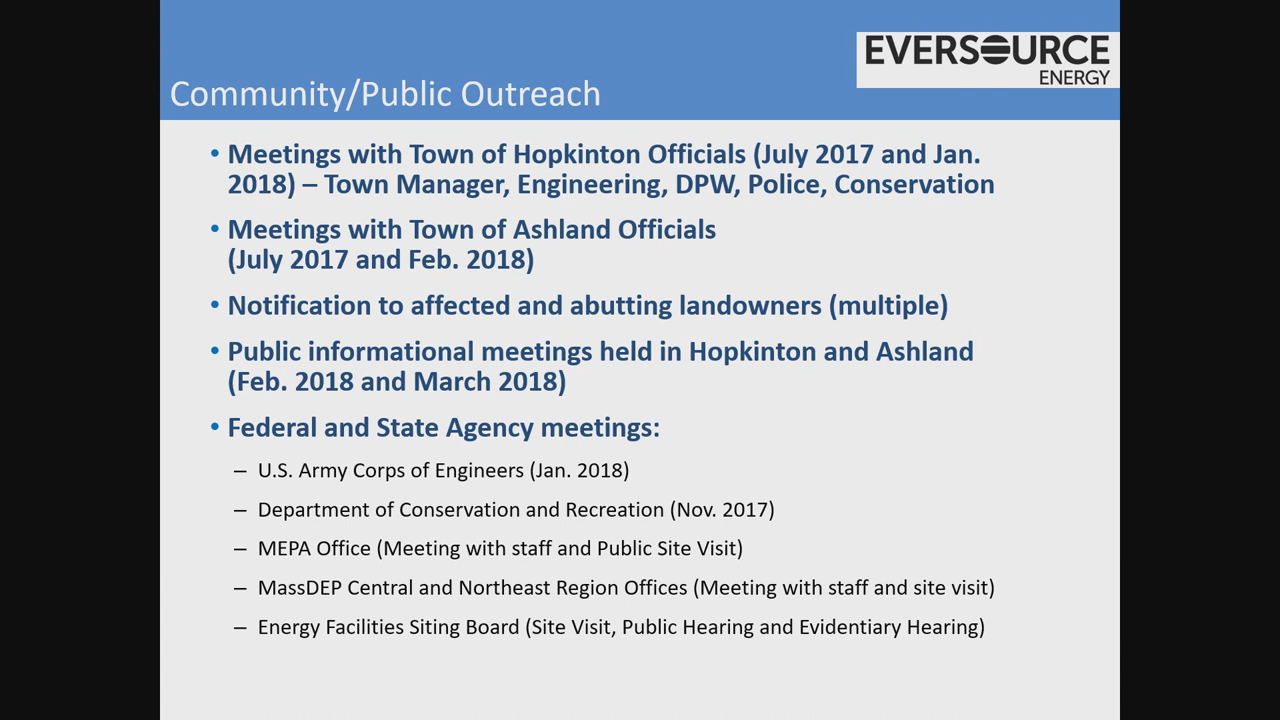 EVERSOURCE
ENERGY
Community/Public Outreach
• Meetings with Town of Hopkinton Officials (July 2017 and Jan.
2018) – Town Manager, Engineering, DPW, Police, Conservation
• Meetings with Town of Ashland Officials
(July 2017 and Feb. 2018)
• Notification to affected and abutting landowners (multiple)
• Public informational meetings held in Hopkinton and Ashland
(Feb. 2018 and March 2018)
• Federal and State Agency meetings:
– U.S. Army Corps of Engineers (Jan. 2018)
– Department of Conservation and Recreation (Nov. 2017)
– MEPA Office (Meeting with staff and Public Site Visit)
– MassDEP Central and Northeast Region Offices (Meeting with staff and site visit)
– Energy Facilities Siting Board (Site Visit, Public Hearing and Evidentiary Hearing)